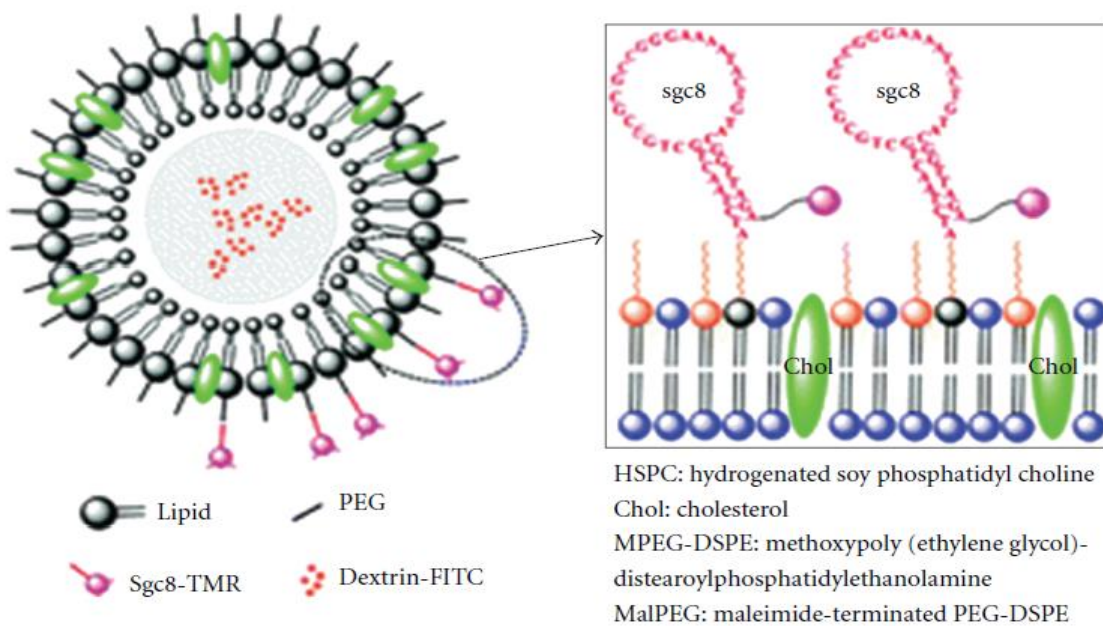 sgc8
sgc8
Chol
Chol
Lipid
PEG
Sgc8-TMR
Dextrin-FITC
HSPC: hydrogenated soy phosphatidyl choline
Chol: cholesterol
MPEG-DSPE: methoxypoly (ethylene glycol)-
distearoylphosphatidylethanolamine
MalPEG: maleimide-terminated PEG-DSPE